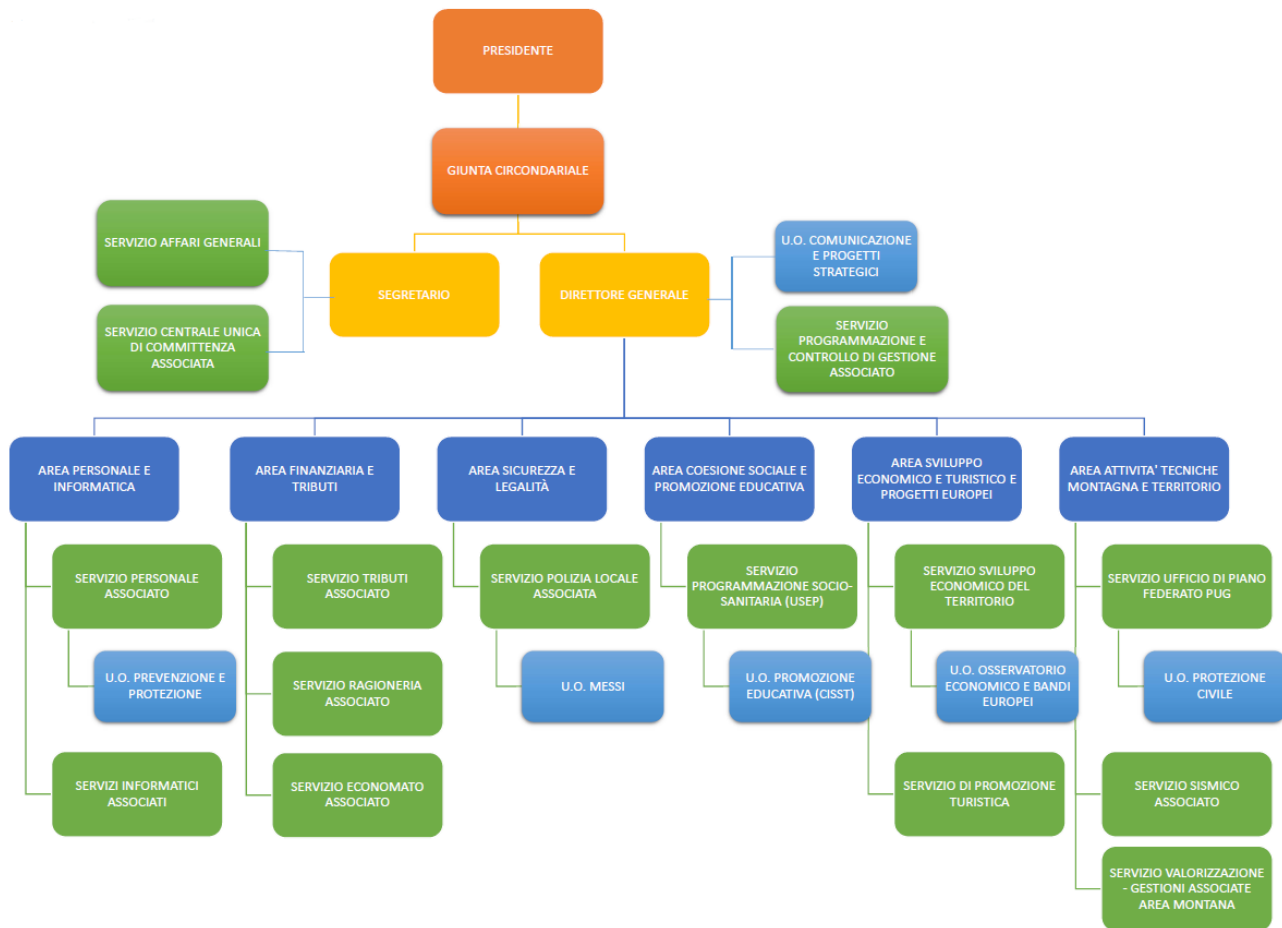 PRESIDENTE
GIUNTA CIRCONDARIALE
SERVIZIO AFFARI GENERALI
SERVIZIO CENTRALE UNICA
DI COMMITTENZA
ASSOCIATA
SEGRETARIO
DIRETTORE GENERALE
U.O. COMUNICAZIONE
E PROGETTI
STRATEGICI
SERVIZIO
PROGRAMMAZIONE E
CONTROLLO DI GESTIONE
ASSOCIATO
AREA PERSONALE E
INFORMATICA
AREA FINANZIARIA E
TRIBUTI
AREA SICUREZZA E
LEGALITÀ
AREA COESIONE SOCIALE E
PROMOZIONE EDUCATIVA
AREA SVILUPPO
ECONOMICO E TURISTICO E
PROGETTI EUROPEI
AREA ATTIVITA' TECNICHE
MONTAGNA E TERRITORIO
SERVIZIO PERSONALE
ASSOCIATO
SERVIZIO TRIBUTI
ASSOCIATO
SERVIZIO POLIZIA LOCALE
ASSOCIATA
SERVIZIO
PROGRAMMAZIONE SOCIO-
SANITARIA (USEP)
SERVIZIO SVILUPPO
ECONOMICO DEL
TERRITORIO
SERVIZIO UFFICIO DI PIANO
FEDERATO PUG
U.O. PREVENZIONE E
PROTEZIONE
SERVIZIO RAGIONERIA
ASSOCIATO
U.O. MESSI
U.O. PROMOZIONE
EDUCATIVA (CISST)
U.O. OSSERVATORIO
ECONOMICO E BANDI
EUROPEI
U.O. PROTEZIONE
CIVILE
SERVIZI INFORMATICI
ASSOCIATI
SERVIZIO ECONOMATO
ASSOCIATO
SERVIZIO DI PROMOZIONE
TURISTICA
SERVIZIO SISMICO
ASSOCIATO
SERVIZIO VALORIZZAZIONE
- GESTIONI ASSOCIATE
AREA MONTANA